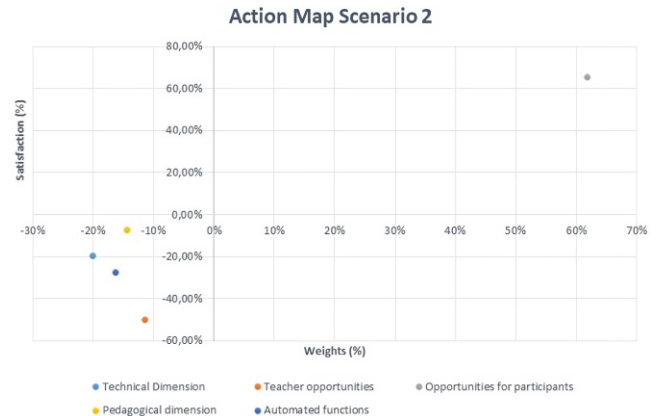 Action Map Scenario 2
80,00%
60,00%
40,00%
20,00%
0,00%
-30% -20% -10% 0% 10% 20% 30% 40% 50% 60% 70%
-20,00%
-40,00%
-60,00%
Satisfaction (%)
Weights (%)
Technical Dimension Teacher opportunities Opportunities for participants
Pedagogical dimension Automated functions